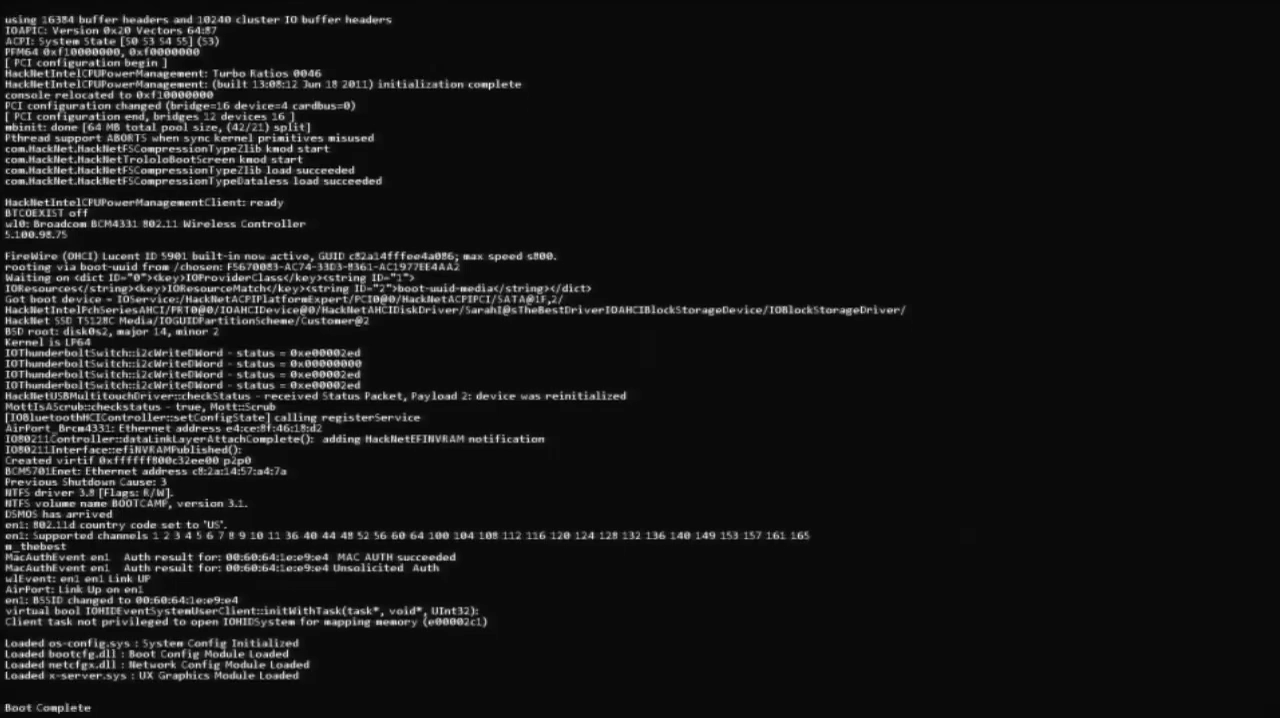 using 16384 buffer headers and 10240 cluster IO buffer headers
IOAPIC: Version 0x20 Vectors 64:87
ACPI: System State [S0 S3 S4 S5] (S3)
PFM64 0xf10000000, 0xf0000000
[ PCI configuration begin ]
HackNetIntelCPUPowerManagement: Turbo Ratios 0046
HackNetIntelCPUPowerManagement: (built 13:08:12 Jun 18 2011) initialization complete
console relocated to 0xf10000000
PCI configuration changed (bridge=16 device=4 cardbus=0)
[ PCI configuration end, bridges 12 devices 16 ]
mbinit: done [64 MB total pool size, (42/21) split]
Pthread support ABORTS when sync kernel primitives misused
com.HackNet.HackNetFSCompressionTypeZlib kmod start
com.HackNet.HackNetTrololoBootScreen kmod start
com.HackNet.HackNetFSCompressionTypeZlib load succeeded
com.HackNet.HackNetFSCompressionTypeDataless load succeeded
HackNetIntelCPUPowerManagementClient: ready
BTCOEXIST off
wl0: Broadcom BCM4331 802.11 Wireless Controller
5.100.98.75
FireWire (OHCI) Lucent ID 5901 built-in now active, GUID c82a14fffee4a086; max speed s800.
rooting via boot-uuid from /chosen: F5670083-AC74-33D3-8361-AC1977EE4AA2
Waiting on <dict ID="0"><key>IOProviderClass</key><string ID="1">
IOResources</string><key>IOResourceMatch</key><string ID="2">boot-uuid-media</string></dict>
Got boot device = IOService:/HackNetACPIPlatformExpert/PCI0@0/HackNetACPIPCI/SATA@1F,2/
HackNetIntelPchSeriesAHCI/PRT0@0/IOAHCIDevice@0/HackNetAHCIDiskDriver/SarahI@sTheBestDriverIOAHCIBlockStorageDevice/IOBlockStorageDriver/
HackNet SSD TS128C Media/IOGUIDPartitionScheme/Customer@2
BSD root: disk0s2, major 14, minor 2
Kernel is LP64
IOThunderboltSwitch::i2cWriteDWord - status = 0xe00002ed
IOThunderboltSwitch::i2cWriteDWord - status = 0x00000000
IOThunderboltSwitch::i2cWriteDWord - status = 0xe00002ed
IOThunderboltSwitch::i2cWriteDWord - status = 0xe00002ed
HackNetUSBMultitouchDriver::checkStatus - received Status Packet, Payload 2: device was reinitialized
MottIsAScrub::checkstatus - true, Mott::Scrub
[IOBluetoothHCIController::setConfigState] calling registerService
AirPort_Brcm4331: Ethernet address e4:ce:8f:46:18:d2
IO80211Controller::dataLinkLayerAttachComplete():  adding HackNetEFINVRAM notification
IO80211Interface::efiNVRAMPublished():
Created virtif 0xffffff800c32ee00 p2p0
BCM5701Enet: Ethernet address c8:2a:14:57:a4:7a
Previous Shutdown Cause: 3
NTFS driver 3.8 [Flags: R/W].
NTFS volume name BOOTCAMP, version 3.1.
DSMOS has arrived
en1: 802.11d country code set to 'US'.
en1: Supported channels 1 2 3 4 5 6 7 8 9 10 11 36 40 44 48 52 56 60 64 100 104 108 112 116 120 124 128 132 136 140 149 153 157 161 165
m_thebest
MacAuthEvent en1   Auth result for: 00:60:64:1e:e9:e4  MAC AUTH succeeded
MacAuthEvent en1   Auth result for: 00:60:64:1e:e9:e4 Unsolicited  Auth
wlEvent: en1 en1 Link UP
AirPort: Link Up on en1
en1: BSSID changed to 00:60:64:1e:e9:e4
virtual bool IOHIDEventSystemUserClient::initWithTask(task*, void*, UInt32):
Client task not privileged to open IOHIDSystem for mapping memory (e00002c1)
Loaded os-config.sys : System Config Initialized
Loaded bootcfg.dll : Boot Config Module Loaded
Loaded netcfgx.dll : Network Config Module Loaded
Loaded x-server.sys : UX Graphics Module Loaded
Boot Complete